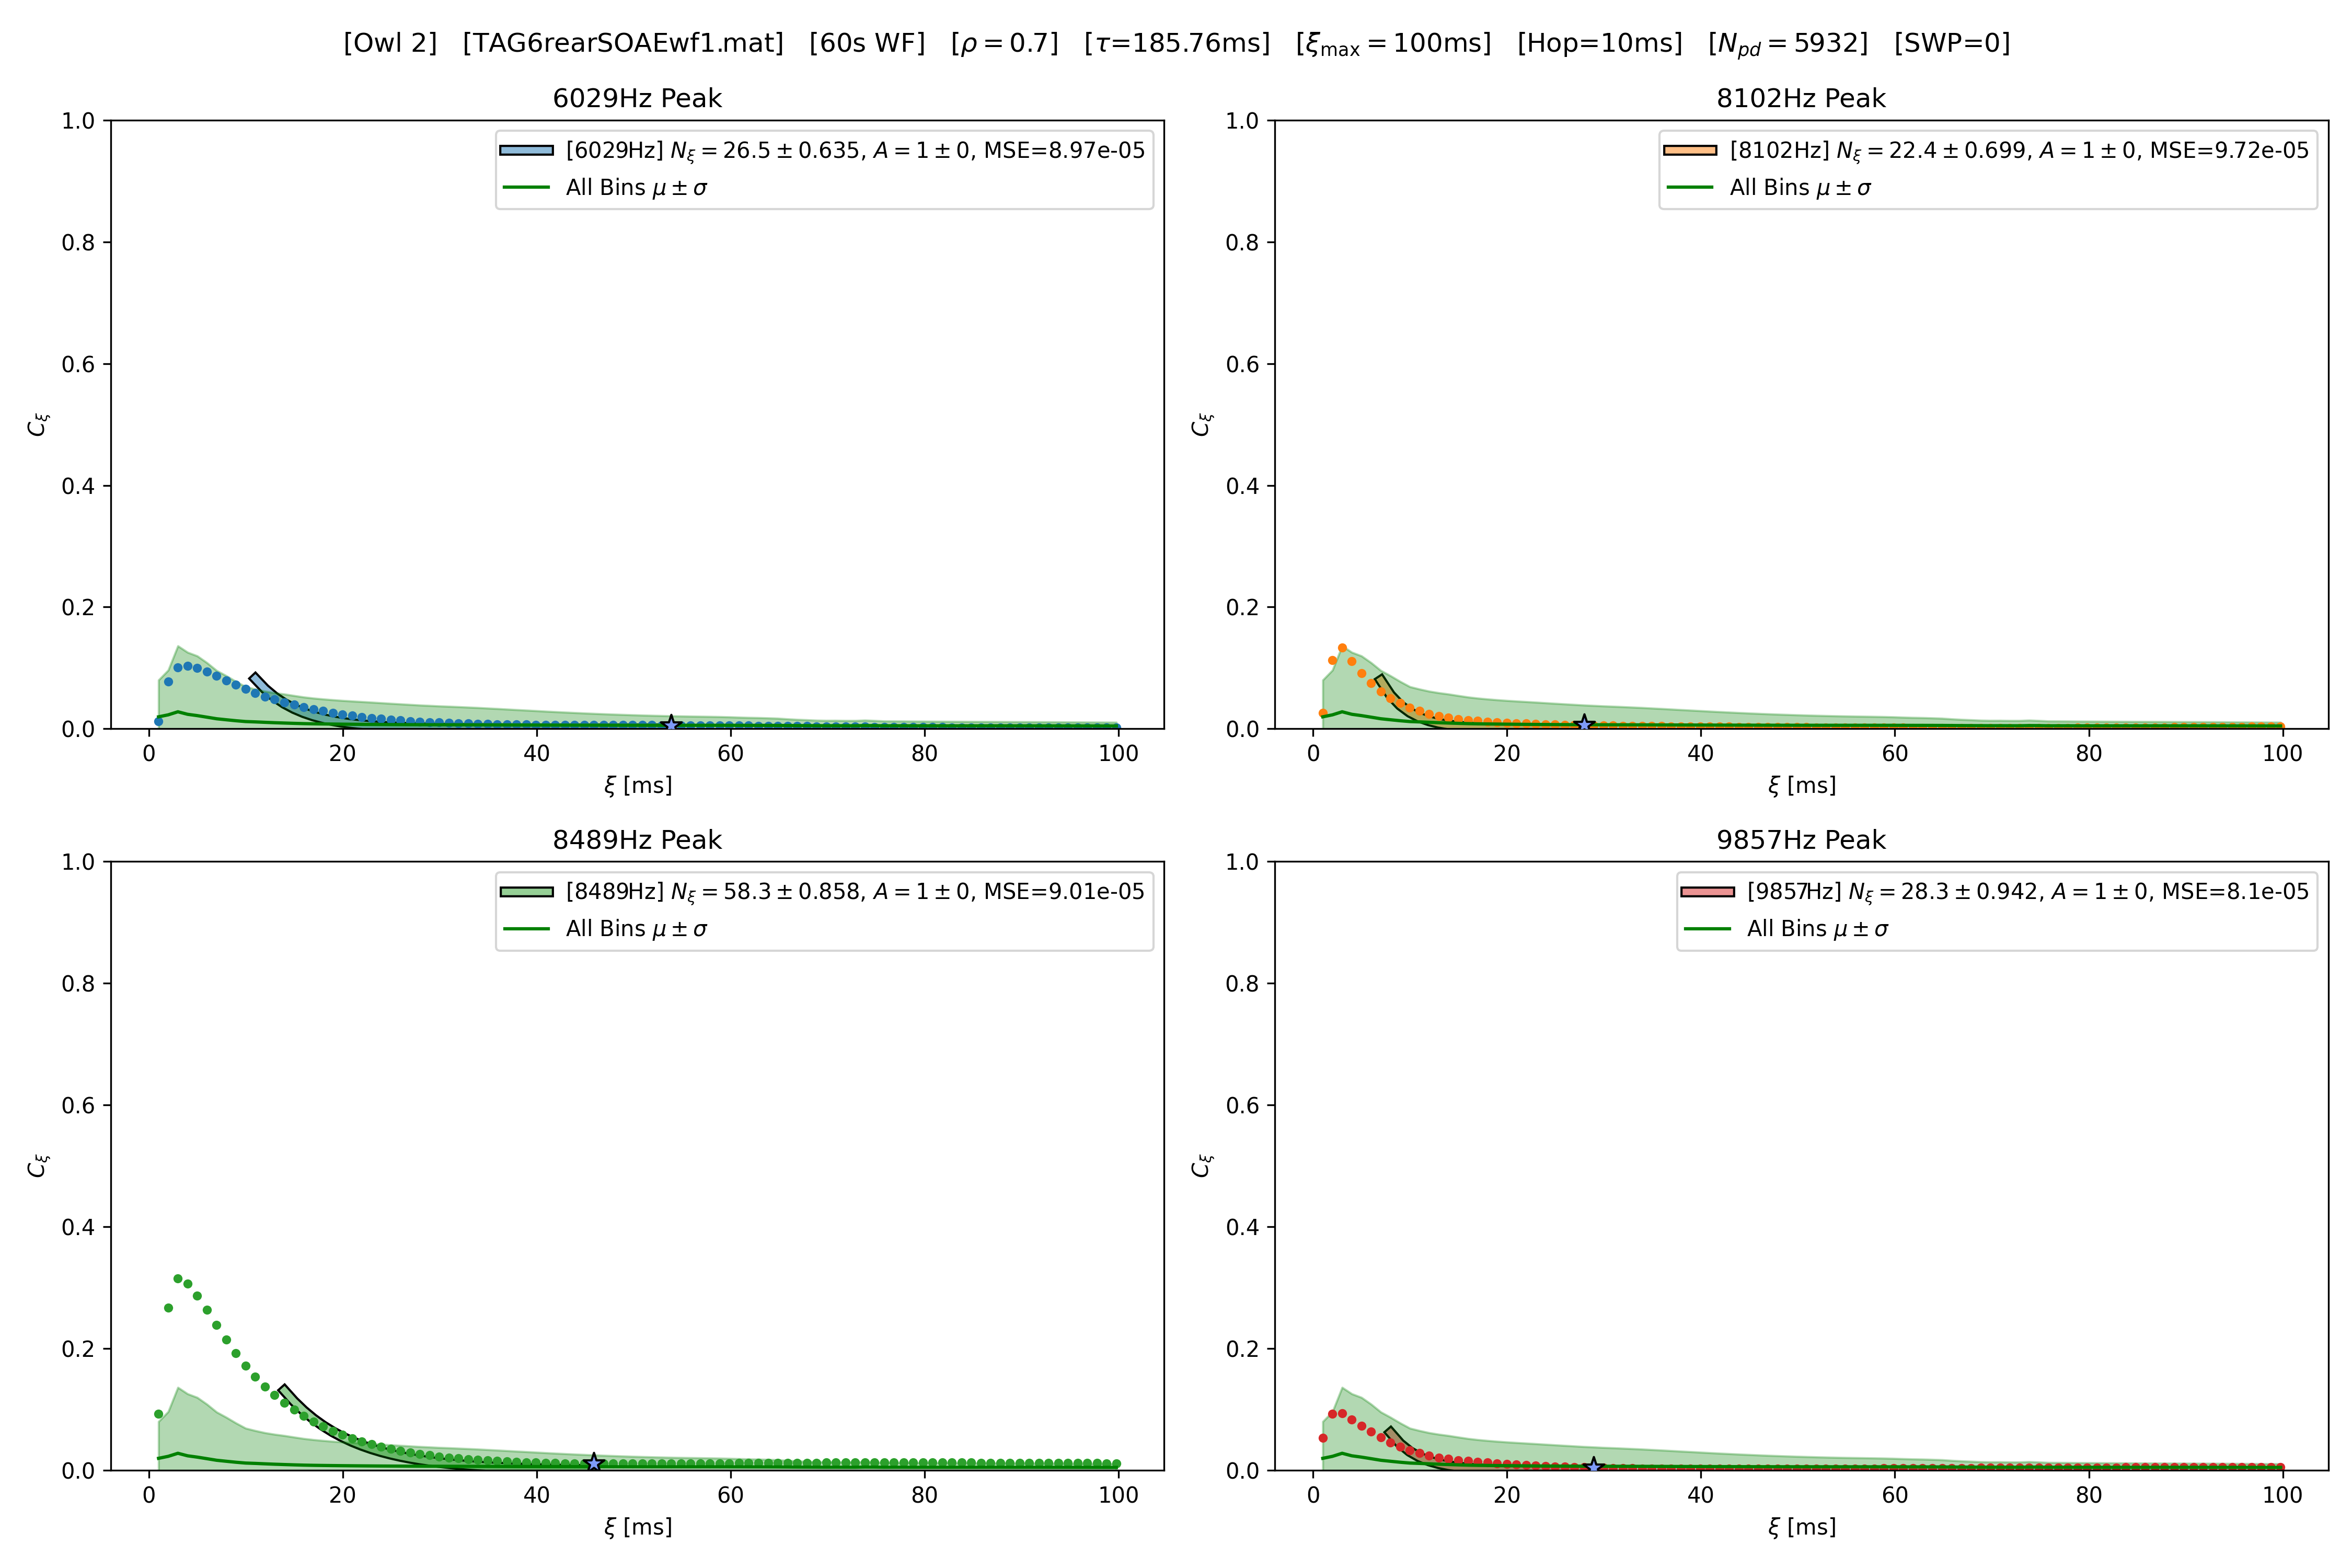 [Owl 2] [TAG6rearSOAEwf1.mat] [60s WF] [ρ = 0.7] [τ=185.76ms] [ξmax = 100ms] [Hop=10ms] [Npd = 5932] [SWP=0]
6029Hz Peak
1.0
0.8
0.6
0.4
0.2
0.0
Cξ
[6029Hz] Nξ = 26.5 ± 0.635, A = 1 ± 0, MSE=8.97e-05
All Bins μ ± σ
0 20 40 60 80 100
ξ [ms]
8102Hz Peak
1.0
0.8
0.6
0.4
0.2
0.0
Cξ
[8102Hz] Nξ = 22.4 ± 0.699, A = 1 ± 0, MSE=9.72e-05
All Bins μ ± σ
0 20 40 60 80 100
ξ [ms]
8489Hz Peak
1.0
0.8
0.6
0.4
0.2
0.0
Cξ
[8489Hz] Nξ = 58.3 ± 0.858, A = 1 ± 0, MSE=9.01e-05
All Bins μ ± σ
0 20 40 60 80 100
ξ [ms]
9857Hz Peak
1.0
0.8
0.6
0.4
0.2
0.0
Cξ
[9857Hz] Nξ = 28.3 ± 0.942, A = 1 ± 0, MSE=8.1e-05
All Bins μ ± σ
0 20 40 60 80 100
ξ [ms]